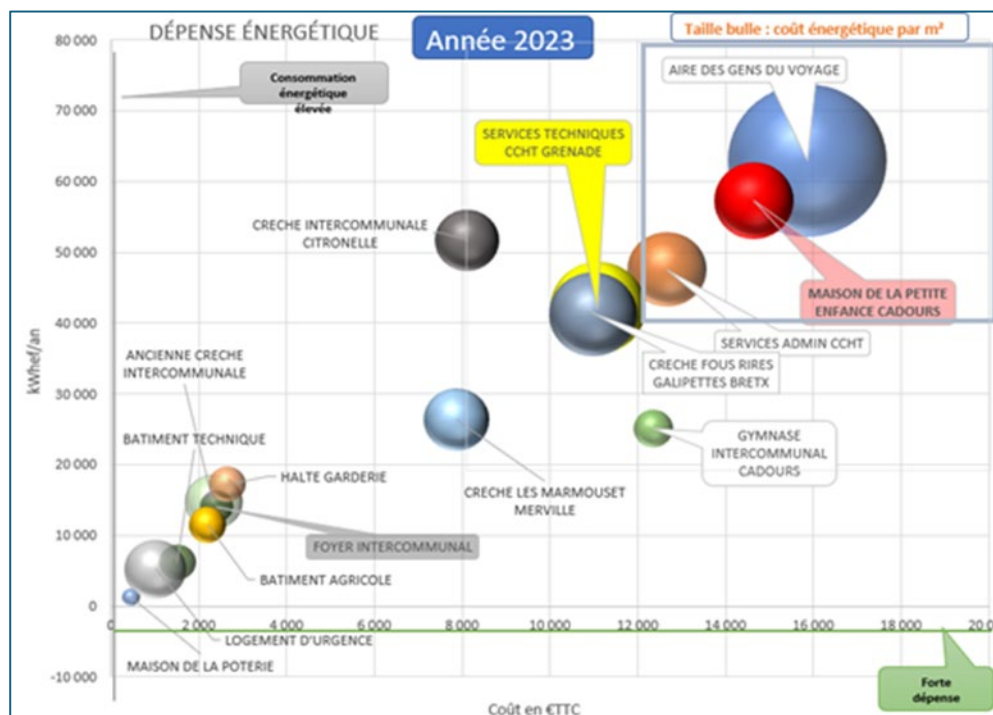 DÉPENSE ÉNERGÉTIQUE
Année 2023
Taille bulle : coût énergétique par m²
80 000
70 000
60 000
50 000
40 000
30 000
20 000
10 000
0
-10 000
kWhef/an
Consommation
énergétique
élevée
AIRE DES GENS DU VOYAGE
SERVICES TECHNIQUES
CCHT GRENADE
CRECHE INTERCOMMUNALE
CITRONELLE
MAISON DE LA PETITE
ENFANCE CADOURS
SERVICES ADMIN CCHT
CRECHE FOUS RIRES
GALIPETTES BRETX
ANCIENNE CRECHE
INTERCOMMUNALE
BATIMENT TECHNIQUE
HALTE GARDERIE
GYMNASE
INTERCOMMUNAL
CADOURS
CRECHE LES MARMOUSET
MERVILLE
FOYER INTERCOMMUNAL
BATIMENT AGRICOLE
LOGEMENT D'URGENCE
MAISON DE LA POTERIE
0 2 000 4 000 6 000 8 000 10 000 12 000 14 000 16 000 18 000 20 0
Forte
dépense
Coût en €TTC